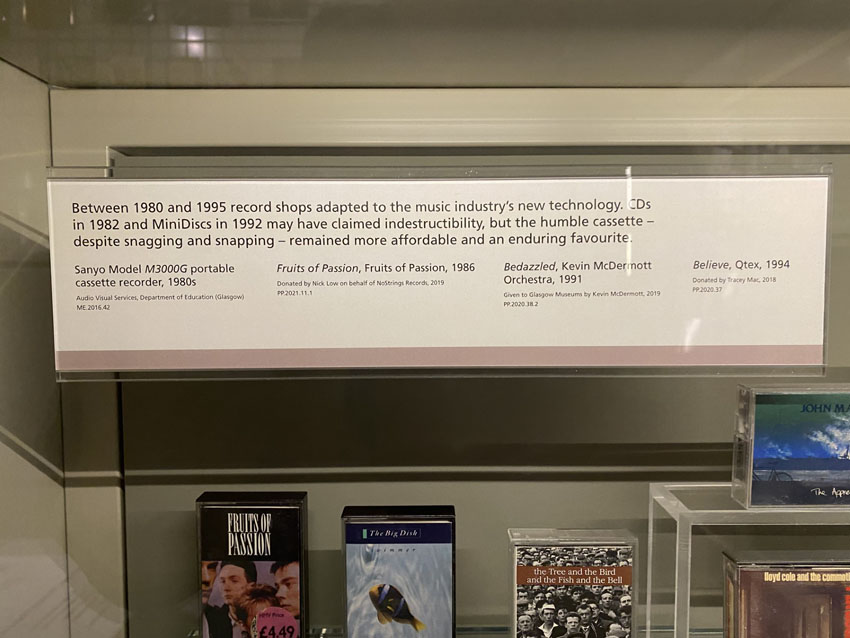 Between 1980 and 1995 record shops adapted to the music industry's new technology. CDs
in 1982 and MiniDiscs in 1992 may have claimed indestructibility, but the humble cassette –
despite snagging and snapping – remained more affordable and an enduring favourite.
Sanyo Model M3000G portable
cassette recorder, 1980s
Audio Visual Services, Department of Education (Glasgow)
ME.2016.42
Fruits of Passion, Fruits of Passion, 1986
Donated by Nick Low on behalf of NoStrings Records, 2019
PP.2021.11.1
Bedazzled, Kevin McDermott
Orchestra, 1991
Given to Glasgow Museums by Kevin McDermott, 2019
PP.2020.38.2
Believe, Qtex, 1994
Donated by Tracey Mac, 2018
PP.2020.37
JOHN MA
The Appre
FRUITS OF
PASSION
Price
£4.49
The Big Dish
Swimmer
the Tree and the Bird
and the Fish and the Bell
lloyd cole and the commoti